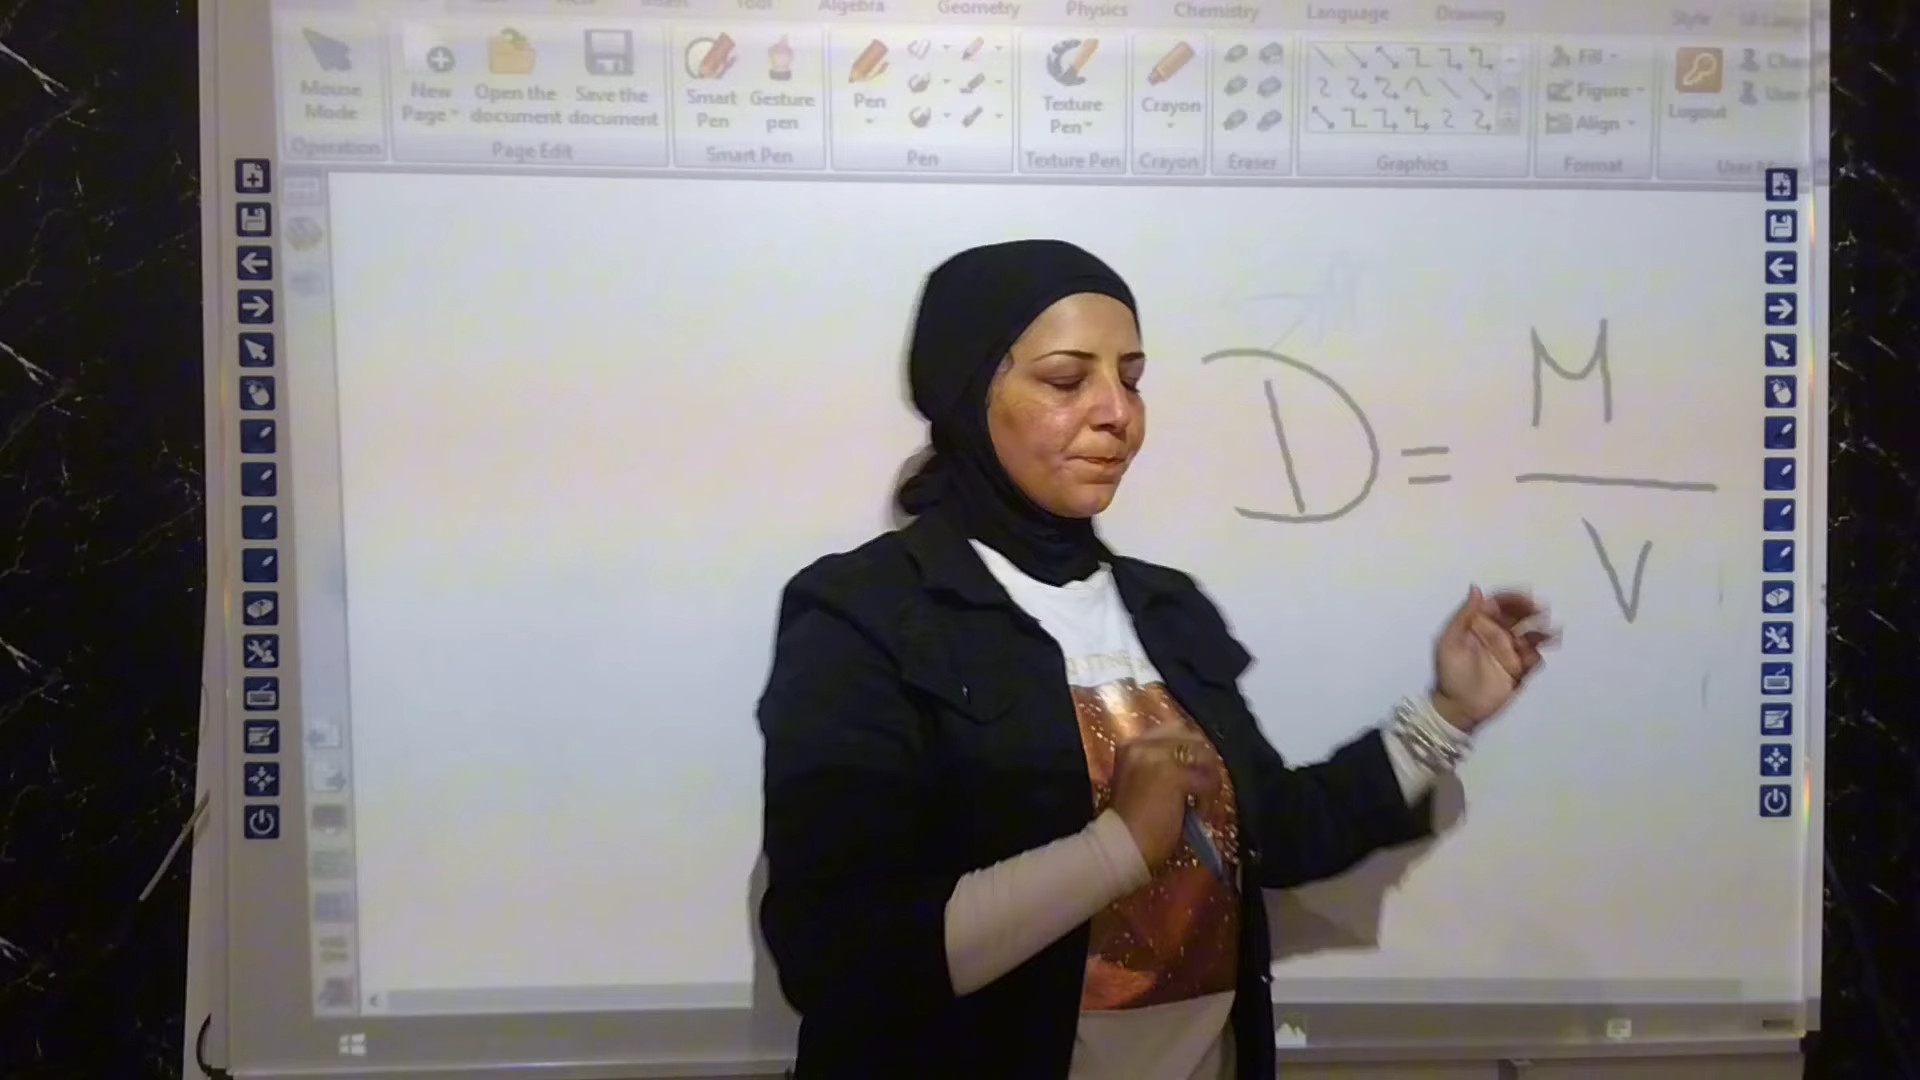 Algebra Geometry Physics Chemistry Language Drawing
Mouse Mode
New Page
Open the document
Save the document
Smart Pen
Gesture pen
Pen
Texture Pen
Crayon
Fill
Figure
Align
Logout
Operation Page Edit Smart Pen Pen Texture Pen Crayon Eraser Graphics Format
D = M
V